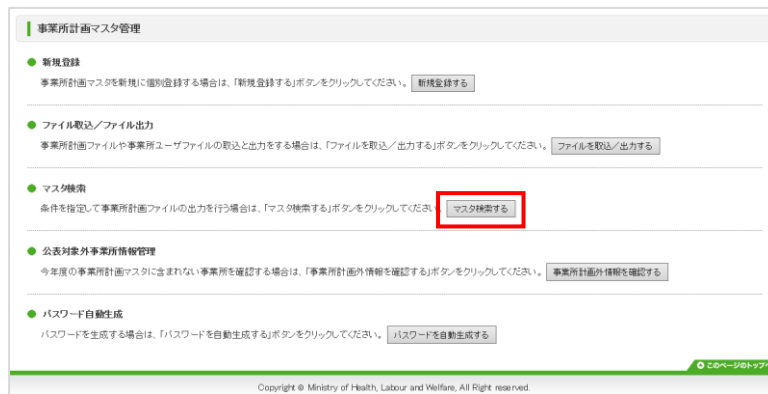 事業所計画マスタ管理
新規登録
事業所計画マスタを新規に個別登録する場合は、「新規登録する」ボタンをクリックしてください。 新規登録する
ファイル取込／ファイル出力
事業所計画ファイルや事業所ユーザファイルの取込と出力をする場合は、「ファイルを取込／出力する」ボタンをクリックしてください。 ファイルを取込／出力する
マスタ検索
条件を指定して事業所計画ファイルの出力を行う場合は、「マスタ検索する」ボタンをクリックしてください マスタ検索する
公表対象外事業所情報管理
今年度の事業所計画マスタに含まれない事業所を確認する場合は、「事業所計画外情報を確認する」ボタンをクリックしてください。 事業所計画外情報を確認する
パスワード自動生成
パスワードを生成する場合は、「パスワードを自動生成する」ボタンをクリックしてください。 パスワードを自動生成する
このページのトップへ
Copyright © Ministry of Health, Labour and Welfare, All Right reserved.